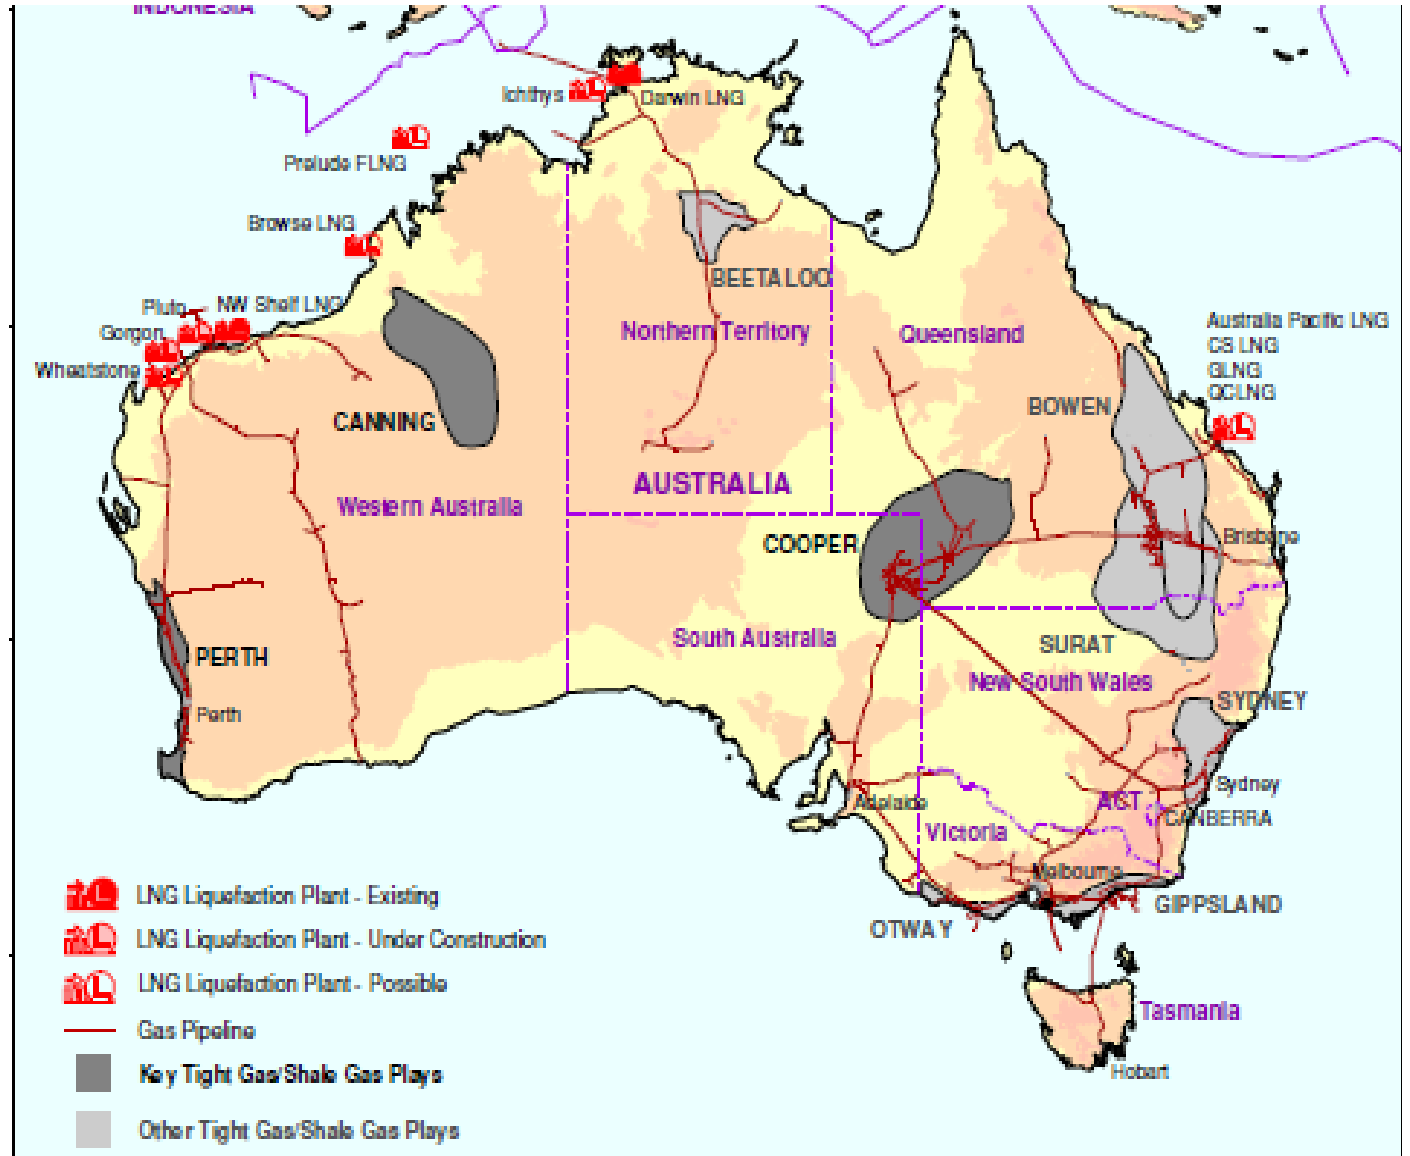 INDONESIA
Ichthys
Darwin LNG
Prelude FLNG
Browse LNG
BEETALOO
Pluto
NW Shelf LNG
Gorgon
Wheatstone
Northern Territory
Queensland
Australia Pacific LNG
CS LNG
GLNG
QCLNG
CANNING
BOWEN
AUSTRALIA
Western Australia
COOPER
Brisbane
South Australia
SURAT
PERTH
New South Wales
SYDNEY
Perth
Sydney
Adelaide
ACT
CANBERRA
Victoria
Melbourne
GIPPSLAND
OTWAY
Tasmania
Hobart
LNG Liquefaction Plant - Existing
LNG Liquefaction Plant - Under Construction
LNG Liquefaction Plant - Possible
Gas Pipeline
Key Tight Gas/Shale Gas Plays
Other Tight Gas/Shale Gas Plays